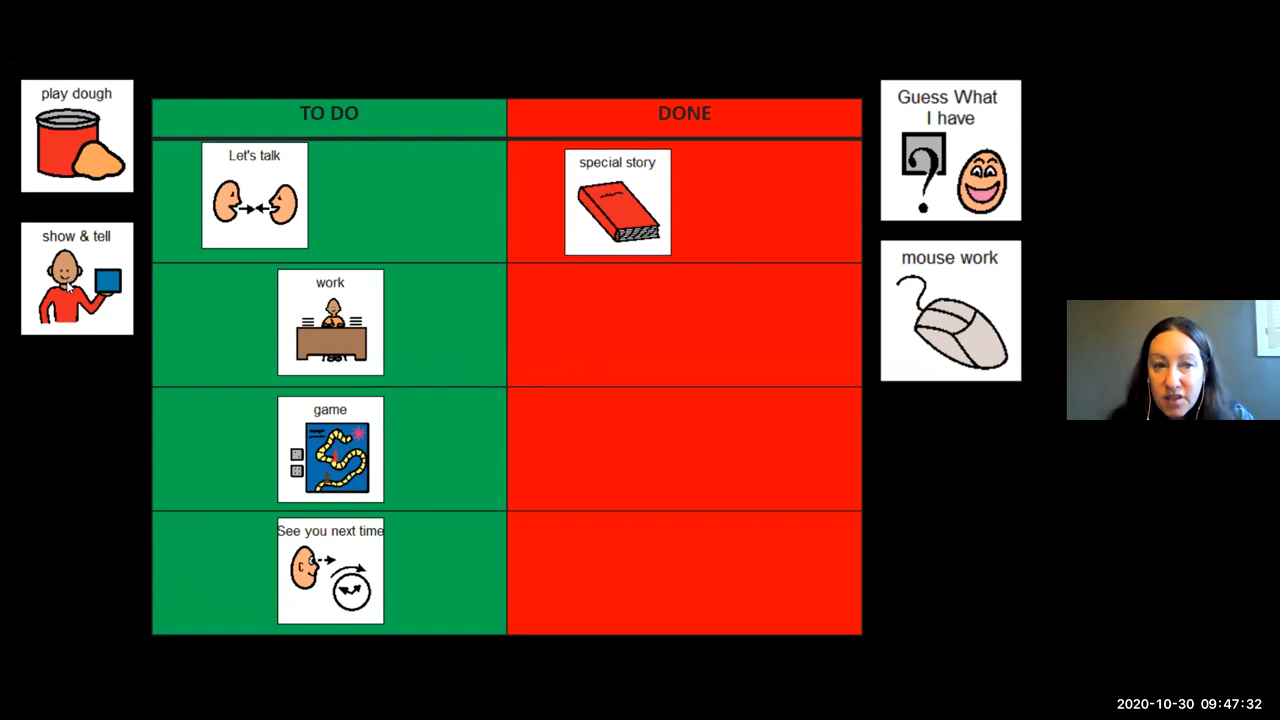 play dough
show & tell
TO DO
DONE
Let's talk
special story
work
game
See you next time
Guess What
I have
mouse work
2020-10-30 09:47:32